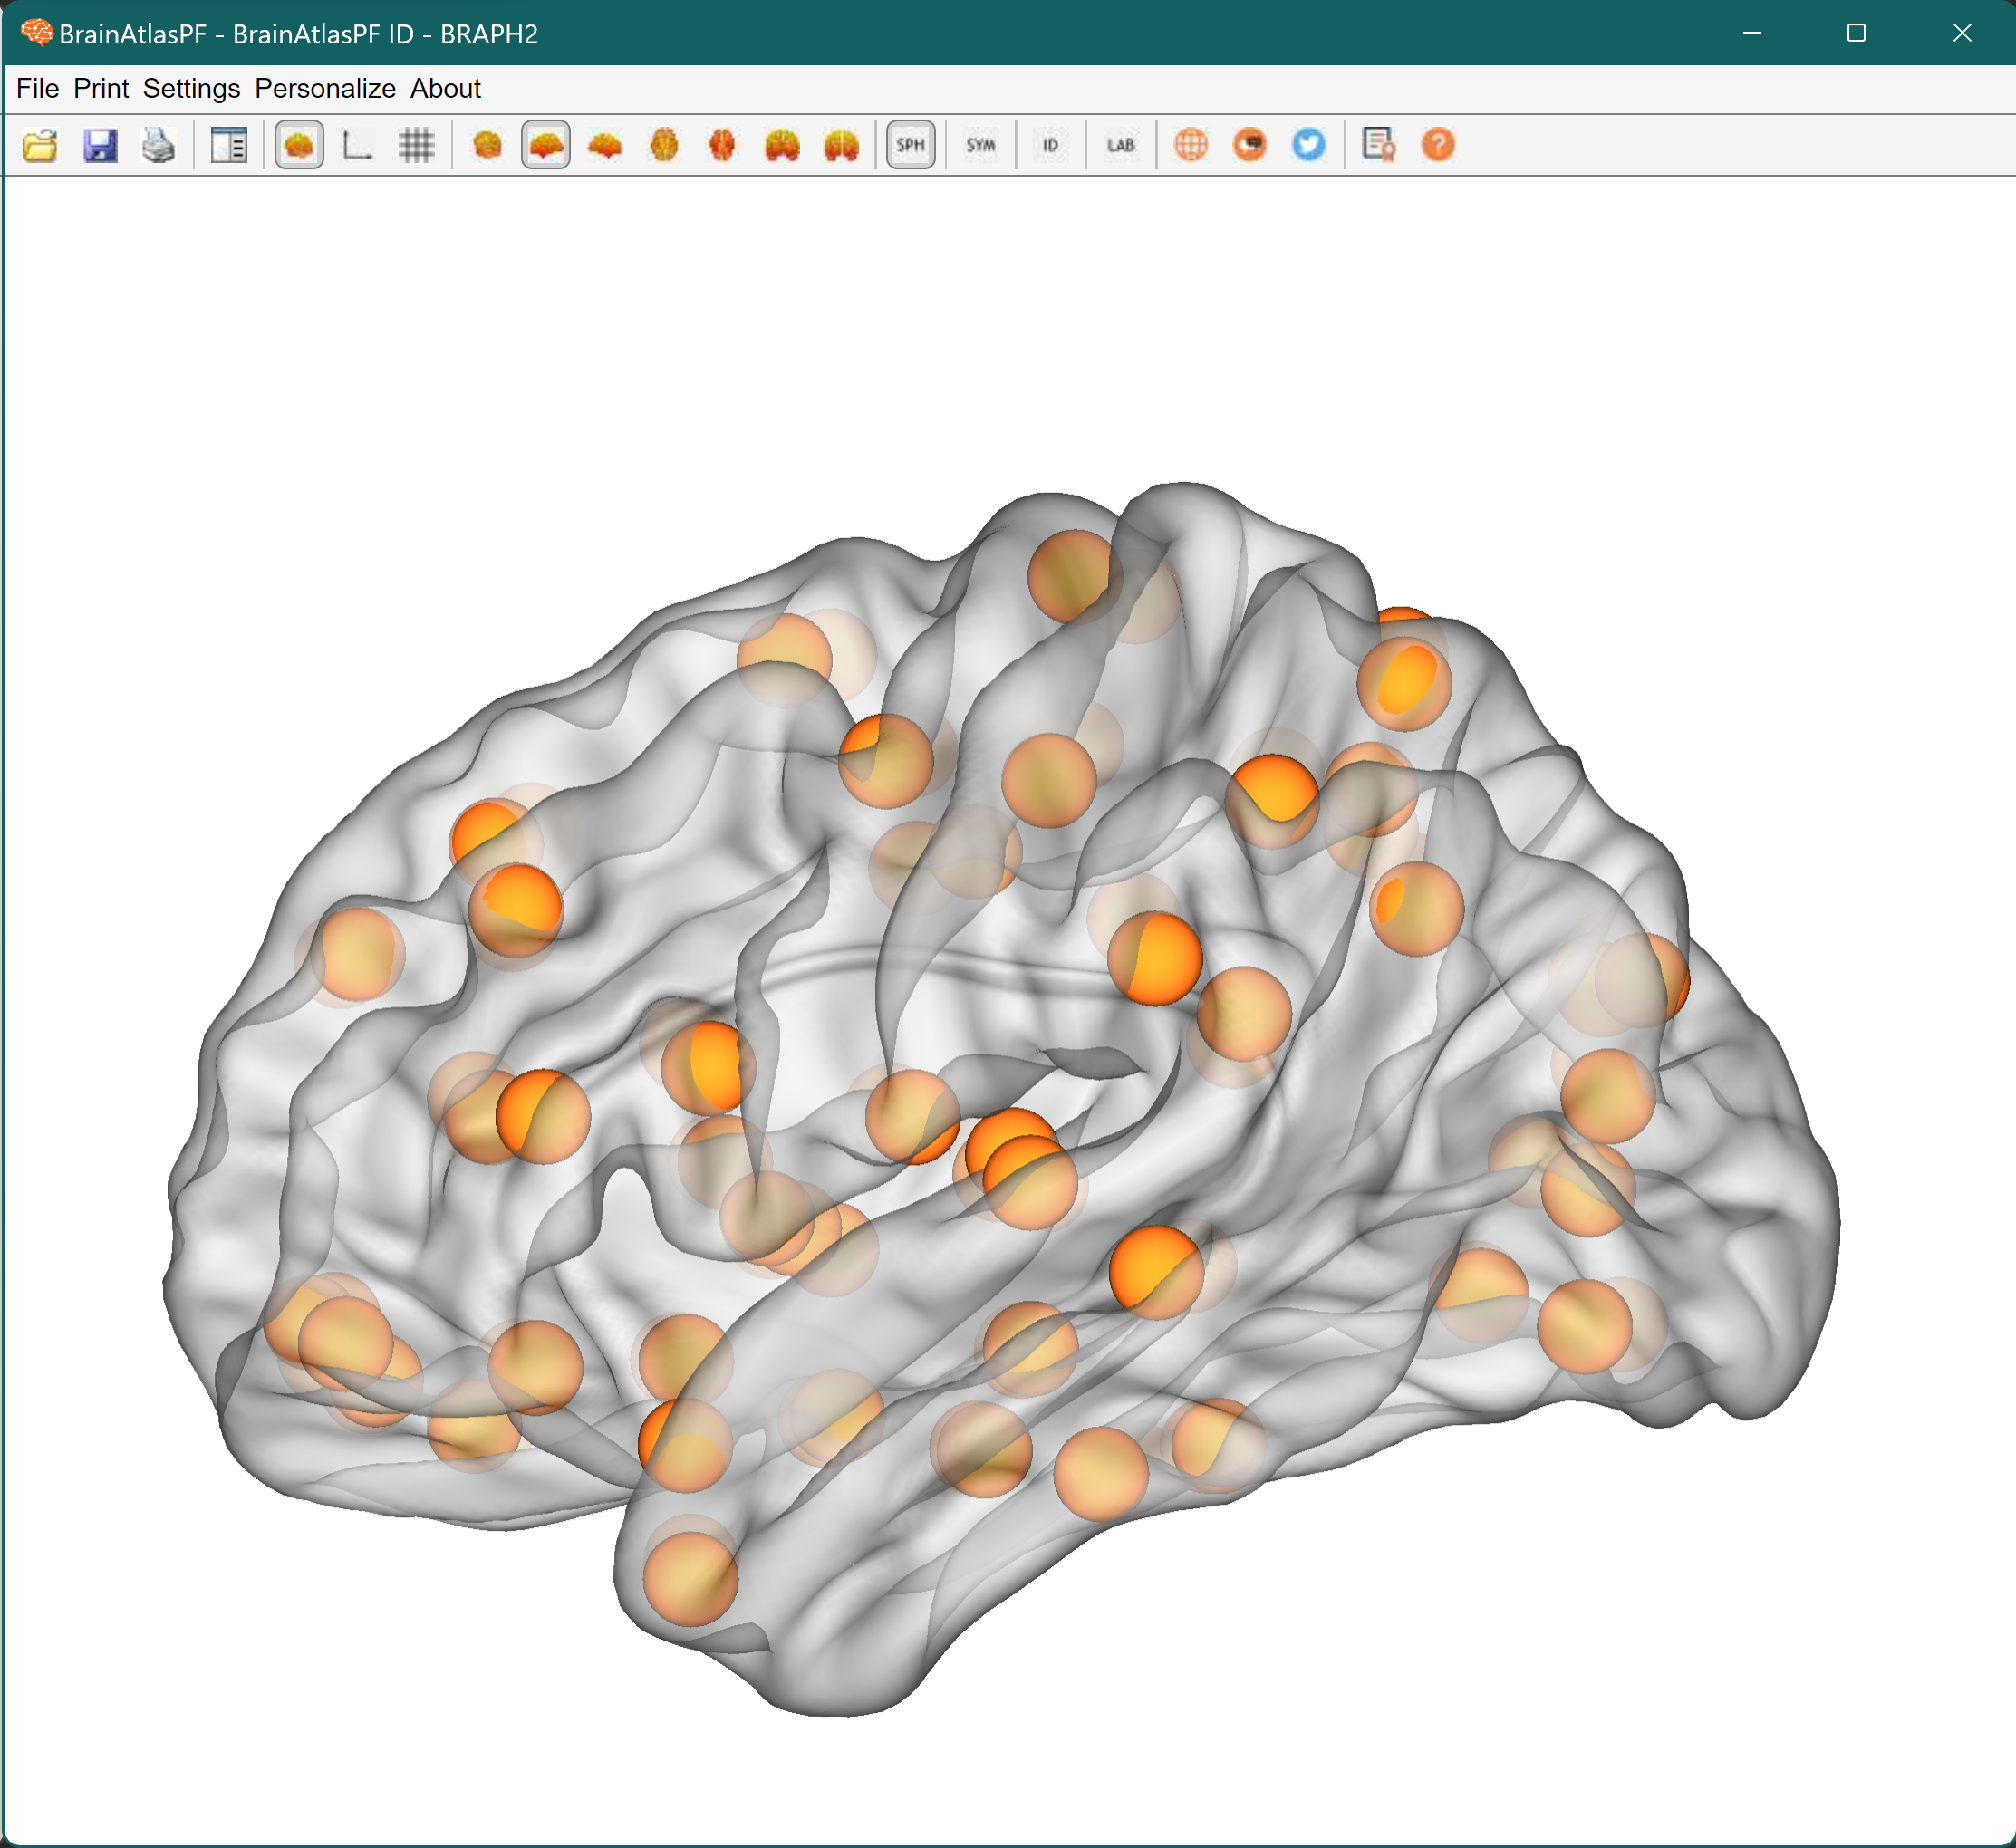 BrainAtlasPF - BrainAtlasPF ID - BRAPH2
File Print Settings Personalize About
SPH SYM ID LAB ?